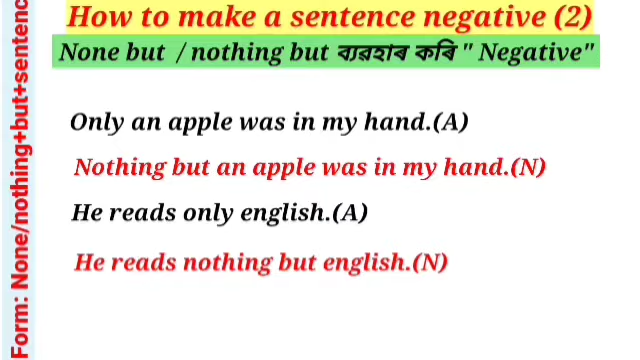 How to make a sentence negative (2)
None but / nothing but ব্যৱহাৰ কৰি " Negative"
Only an apple was in my hand.(A)
Nothing but an apple was in my hand.(N)
He reads only english.(A)
He reads nothing but english.(N)
Form: None/nothing+but+sentenc